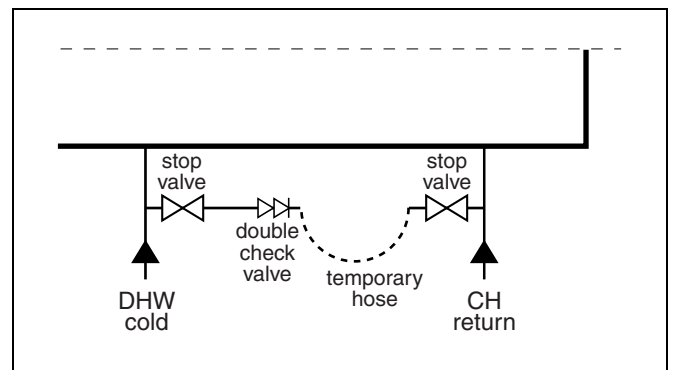 stop
valve
stop
valve
double
check
valve
temporary
hose
DHW
cold
CH
return